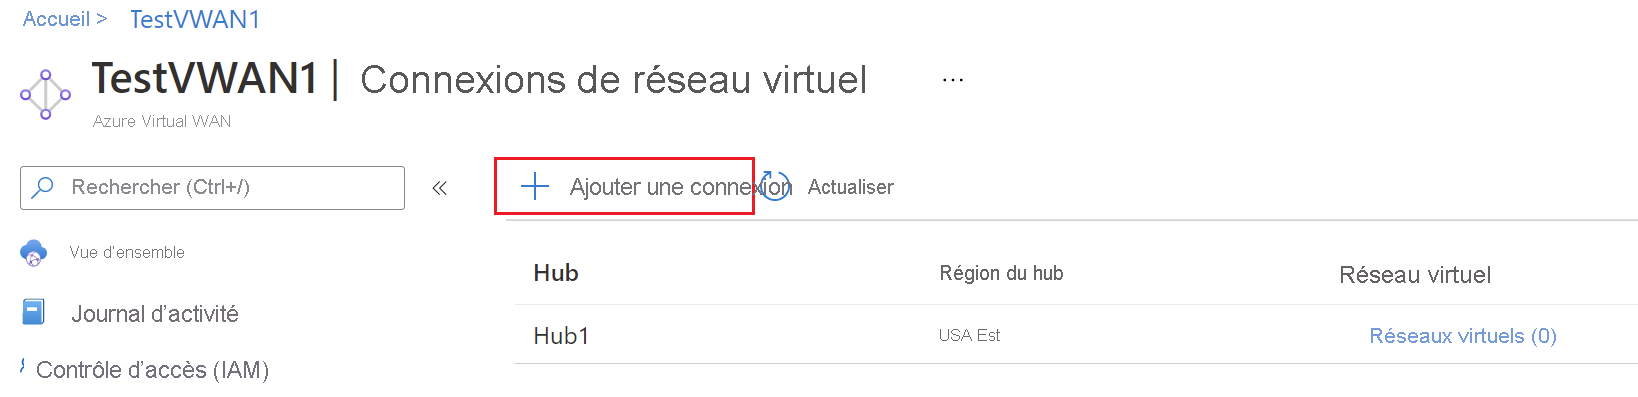 Accueil > TestVWAN1
TestVWAN1 | Connexions de réseau virtuel ...
Azure Virtual WAN
Rechercher (Ctrl+/) «
Ajouter une connexion Actualiser
Vue d’ensemble
Hub Région du hub Réseau virtuel
Journal d’activité
Hub1 USA Est Réseaux virtuels (0)
Contrôle d’accès (IAM)